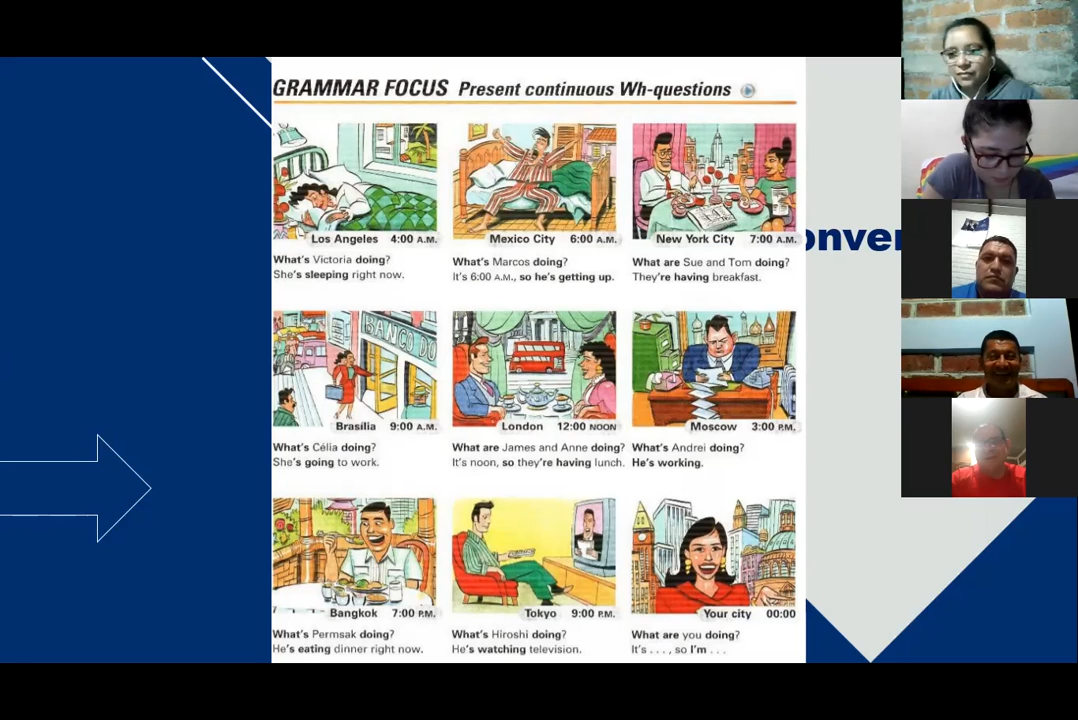 GRAMMAR FOCUS Present continuous Wh-questions
Los Angeles 4:00 A.M.
What's Victoria doing?
She's sleeping right now.
Mexico City 6:00 A.M.
What's Marcos doing?
It's 6:00 A.M., so he's getting up.
New York City 7:00 A.M.
What are Sue and Tom doing?
They're having breakfast.
onver
BANCO DO
Brasília 9:00 A.M.
What's Célia doing?
She's going to work.
London 12:00 NOON
What are James and Anne doing?
It's noon, so they're having lunch.
Moscow 3:00 P.M.
What's Andrei doing?
He's working.
Bangkok 7:00 P.M.
What's Permsak doing?
He's eating dinner right now.
Tokyo 9:00 P.M.
What's Hiroshi doing?
He's watching television.
Your city 00:00
What are you doing?
It's . . . , so I'm . . .